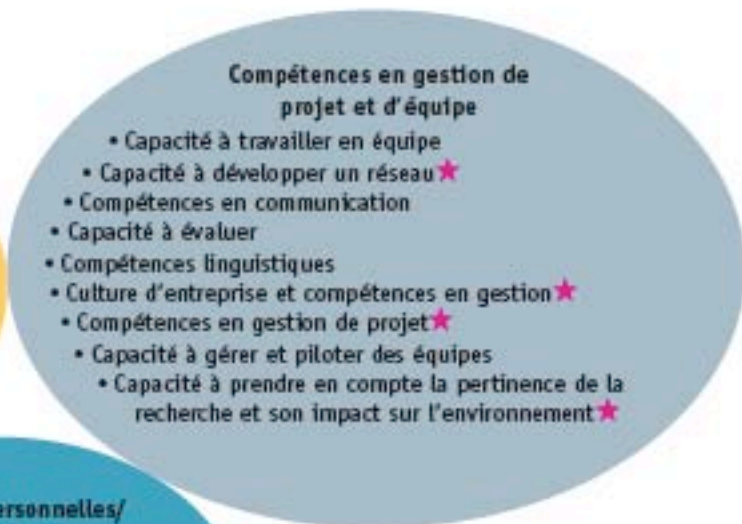 Compétences en gestion de
projet et d'équipe
• Capacité à travailler en équipe
• Capacité à développer un réseau★
• Compétences en communication
• Capacité à évaluer
• Compétences linguistiques
• Culture d'entreprise et compétences en gestion★
• Compétences en gestion de projet★
• Capacité à gérer et piloter des équipes
• Capacité à prendre en compte la pertinence de la
recherche et son impact sur l'environnement★
ersonnelles/